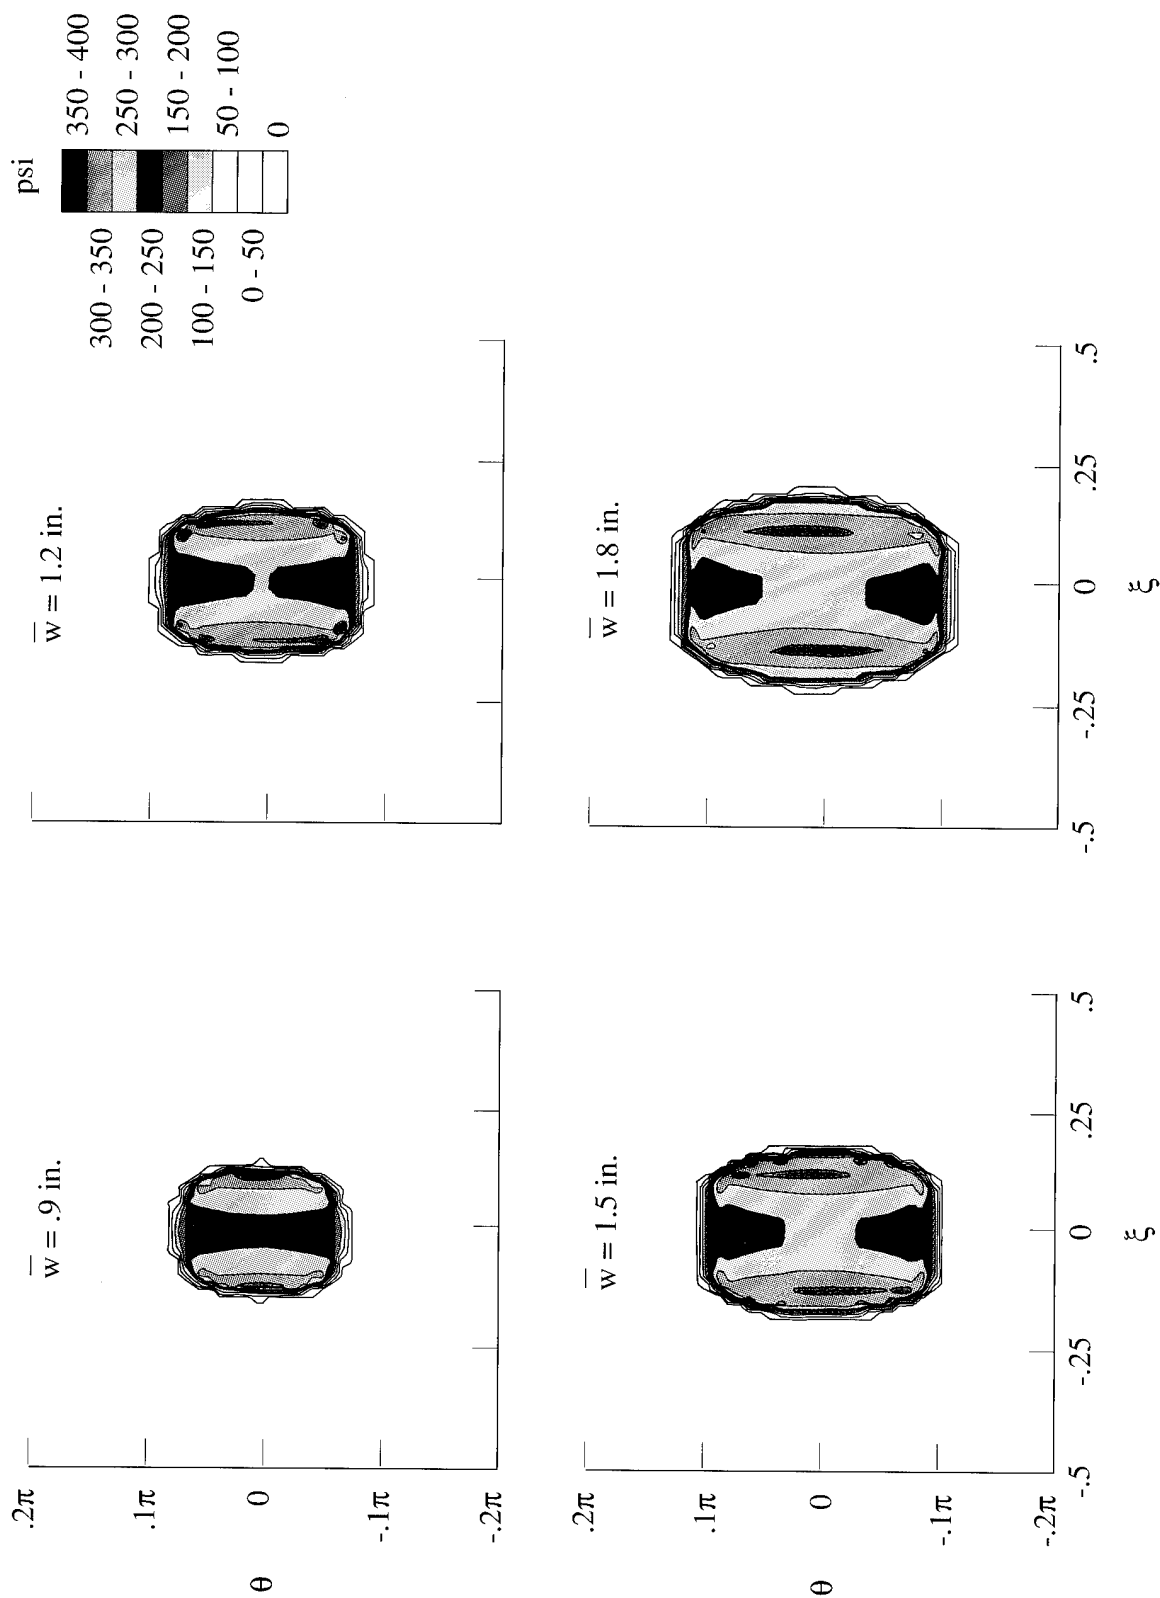 psi
350 - 400
300 - 350
250 - 300
200 - 250
150 - 200
100 - 150
50 - 100
0 - 50
0
w̅ = .9 in.
w̅ = 1.2 in.
.2π
.1π
0
-.1π
-.2π
θ
w̅ = 1.5 in.
w̅ = 1.8 in.
.2π
.1π
0
-.1π
-.2π
θ
-.5 -.25 0 .25 .5
ξ
-.5 -.25 0 .25 .5
ξ